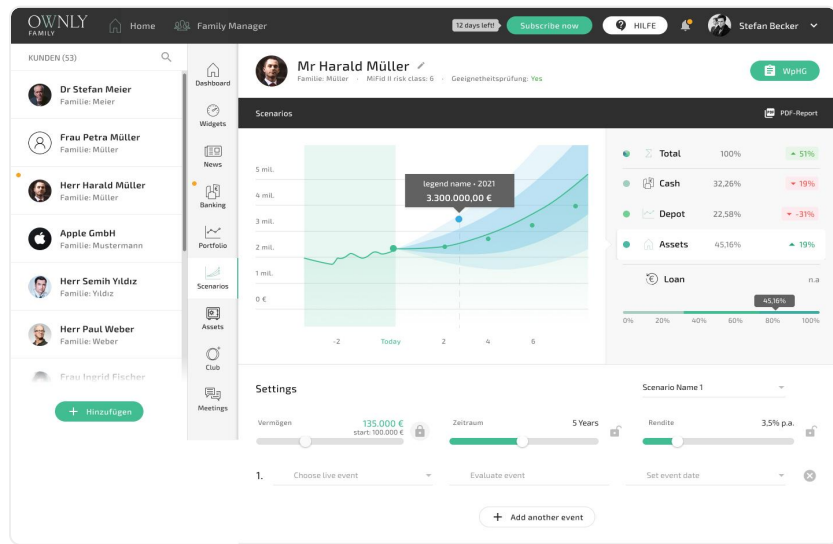 OWNLY
FAMILY
Home
Family Manager
12 days left!
Subscribe now
HILFE
Stefan Becker
KUNDEN (53)
Dr Stefan Meier
Familie: Meier
Frau Petra Müller
Familie: Müller
Herr Harald Müller
Familie: Müller
Apple GmbH
Familie: Mustermann
Herr Semih Yıldız
Familie: Yıldız
Herr Paul Weber
Familie: Weber
Frau Ingrid Fischer
+ Hinzufügen
Dashboard
Widgets
News
Banking
Portfolio
Scenarios
Assets
Club
Meetings
Mr Harald Müller
Familie: Müller · MiFid II risk class: 6 · Geeignetheitsprüfung: Yes
WpHG
Scenarios
PDF-Report
5 mil.
4 mil.
3 mil.
2 mil.
1 mil.
0 €
legend name • 2021
3.300.000,00 €
-2 Today 2 4 6
Total 100% 51%
Cash 32,26% 19%
Depot 22,58% -31%
Assets 45,16% 19%
Loan n.a
45,16%
0% 20% 40% 60% 80% 100%
Settings
Scenario Name 1
Vermögen 135.000 €
start: 100.000 €
Zeitraum 5 Years
Rendite 3,5% p.a.
1. Choose live event Evaluate event Set event date
+ Add another event